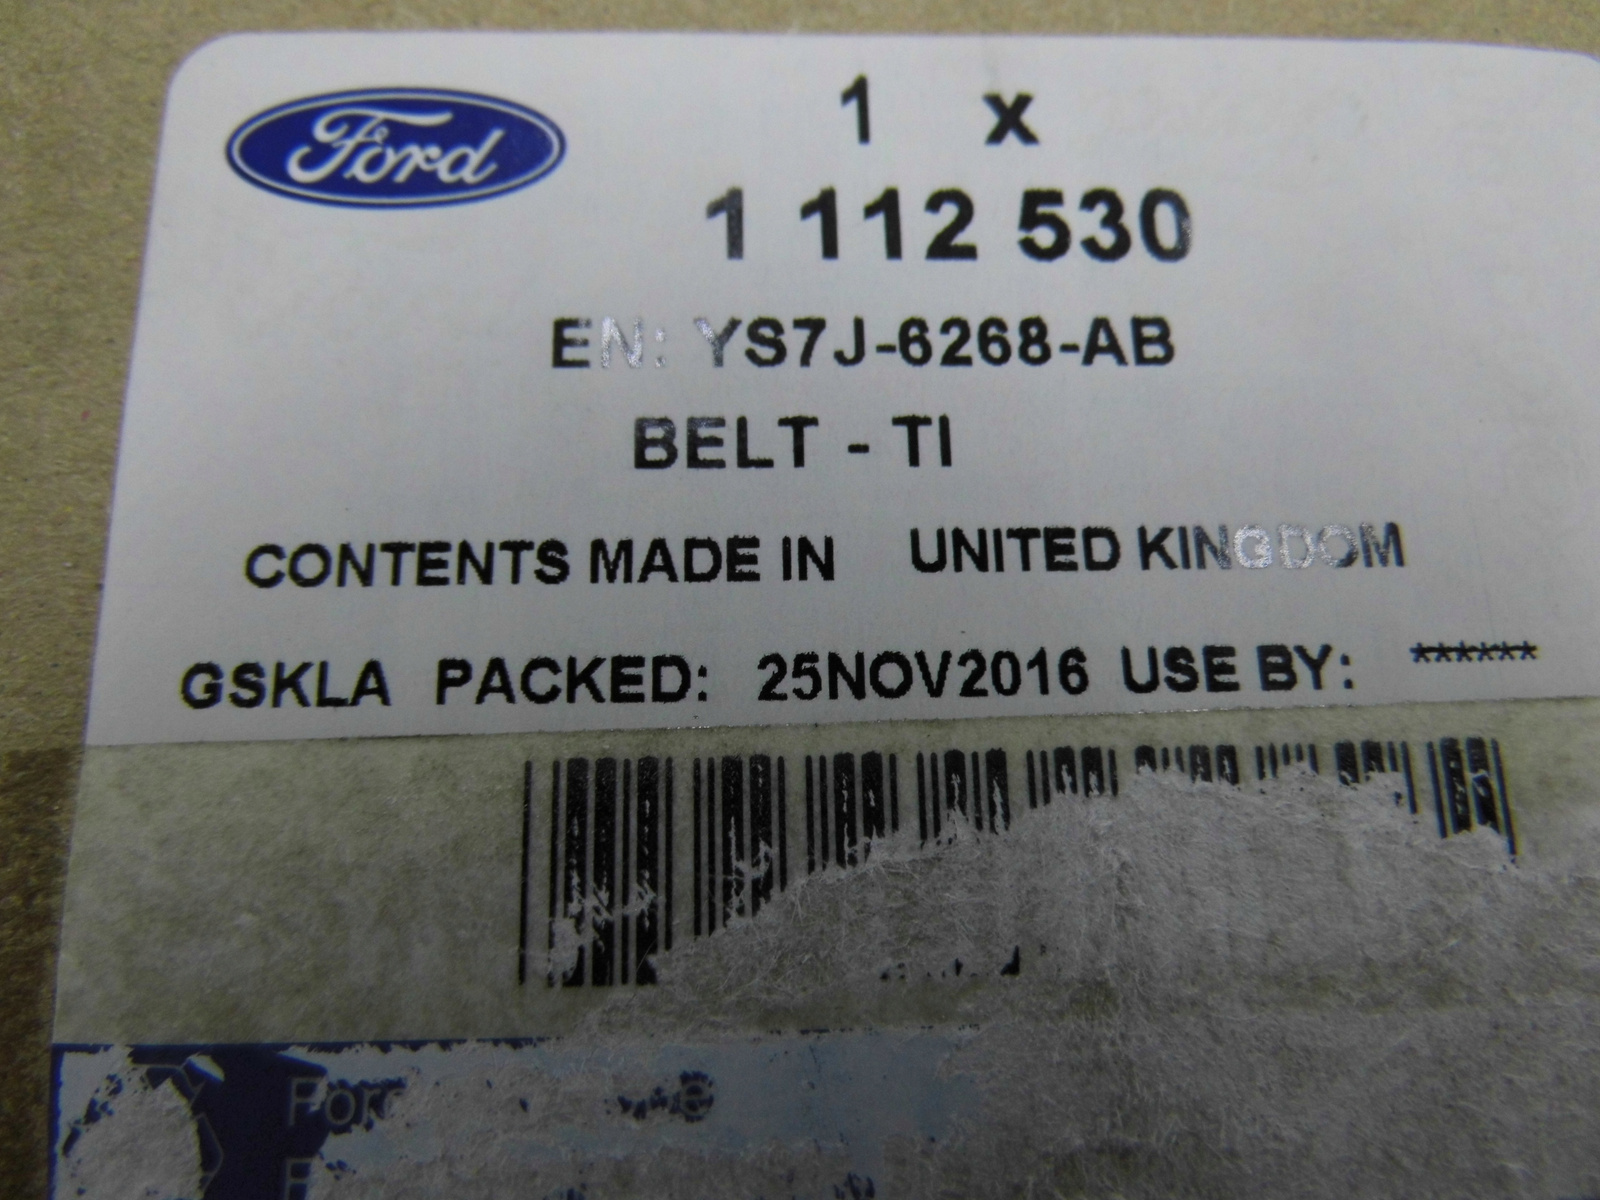 Ford
1 x
1 112 530
EN: YS7J-6268-AB
BELT - TI
CONTENTS MADE IN UNITED KINGDOM
GSKLA PACKED: 25NOV2016 USE BY: ******